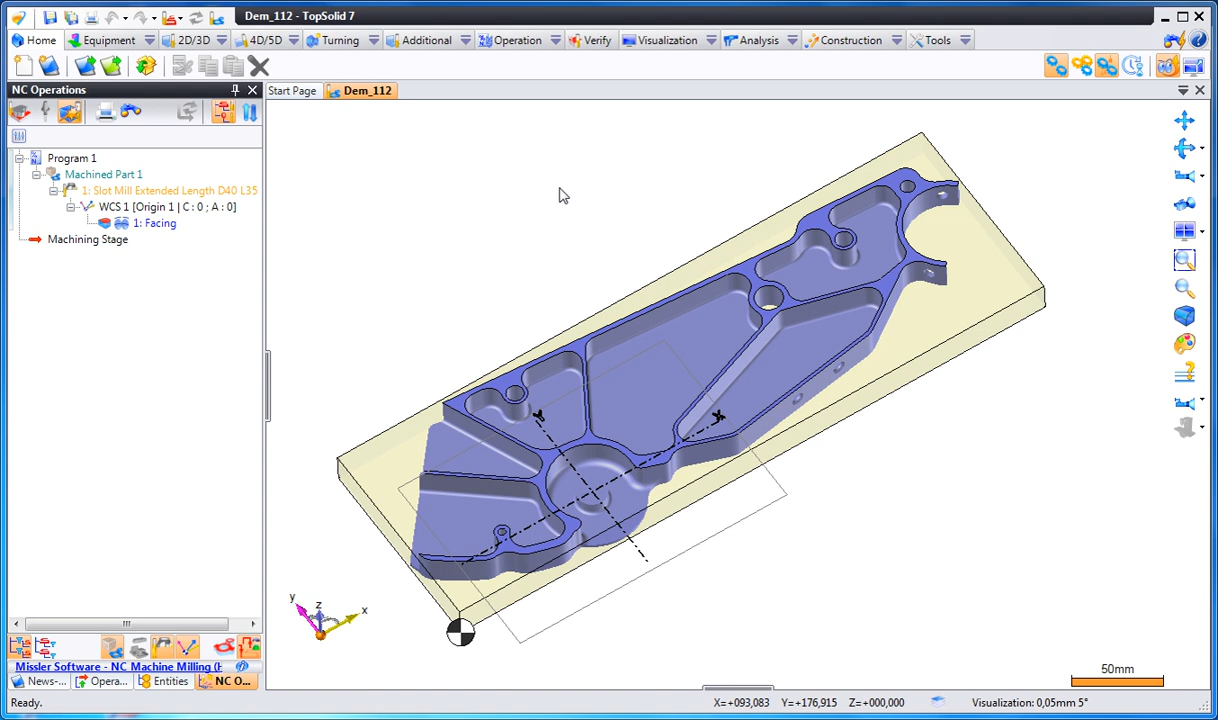 Dem_112 - TopSolid 7
Home Equipment 2D/3D 4D/5D Turning Additional Operation Verify Visualization Analysis Construction Tools
NC Operations
Start Page Dem_112
Program 1
Machined Part 1
1: Slot Mill Extended Length D40 L35
WCS 1 [Origin 1 | C : 0 ; A : 0]
1: Facing
Machining Stage
Y
X
y
z
x
50mm
Missler Software - NC Machine Milling (H
News-... Opera... Entities NC O...
Ready.
X=+093,083 Y=+176,915 Z=+000,000 Visualization: 0,05mm 5°